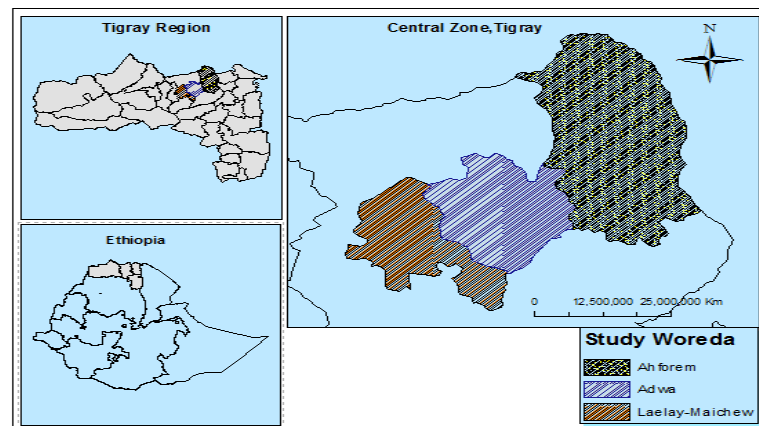 Tigray Region
Central Zone,Tigray
N
Ethiopia
0 12,500,000 25,000,000 Km
Study Woreda
Ahforem
Adwa
Laelay-Maichew